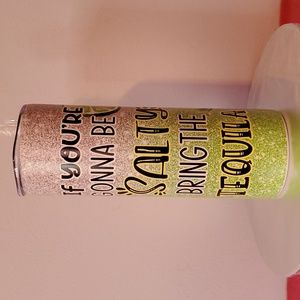 IF YOU'RE
GONNA BE
SALTY
BRING THE
TEQUILA